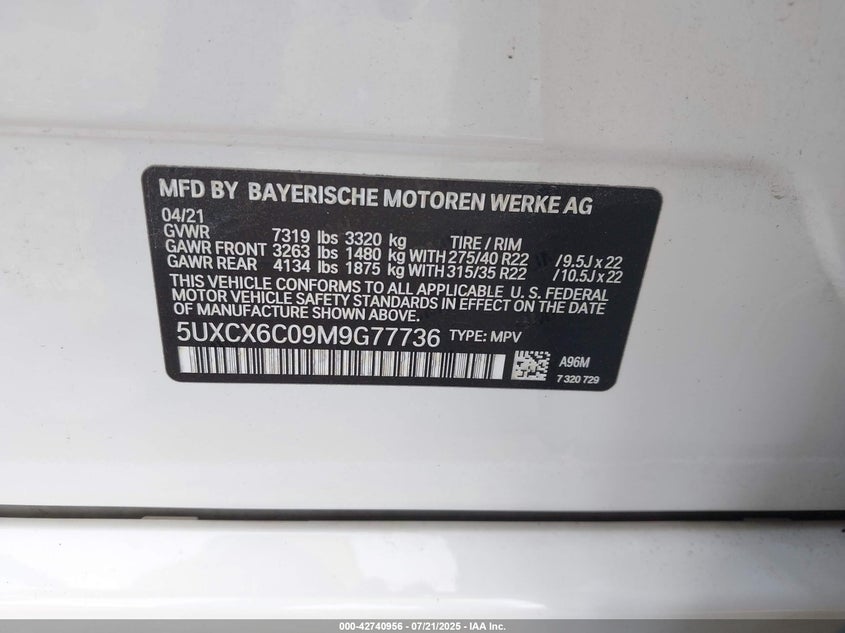 MFD BY BAYERISCHE MOTOREN WERKE AG
04/21
GVWR 7319 lbs 3320 kg TIRE / RIM
GAWR FRONT 3263 lbs 1480 kg WITH 275/40 R22 / 9.5J x 22
GAWR REAR 4134 lbs 1875 kg WITH 315/35 R22 / 10.5J x 22
THIS VEHICLE CONFORMS TO ALL APPLICABLE U. S. FEDERAL
MOTOR VEHICLE SAFETY STANDARDS IN EFFECT ON THE DATE
OF MANUFACTURE SHOWN ABOVE.
5UXCX6C09M9G77736 TYPE: MPV
A96M
7 320 729
000-42740956 - 07/21/2025 - IAA Inc.